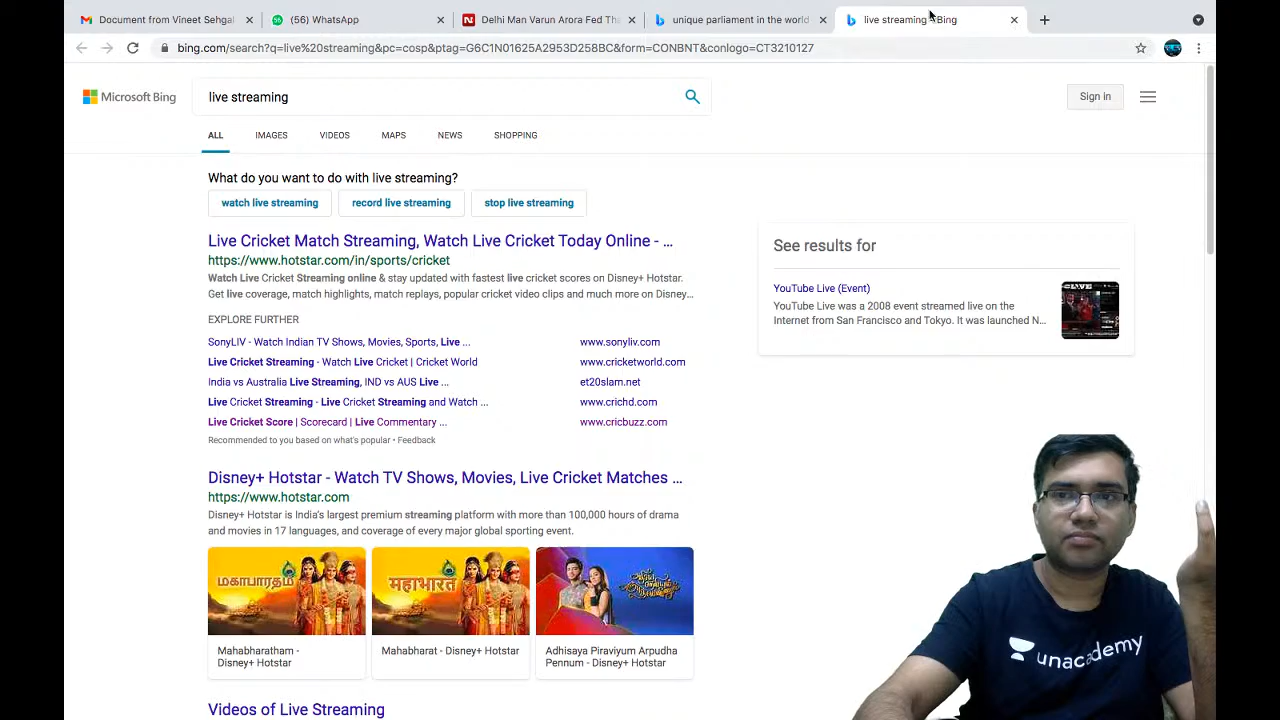 Document from Vineet Sehgal
(56) WhatsApp
Delhi Man Varun Arora Fed Tha
unique parliament in the world
live streaming - Bing
bing.com/search?q=live%20streaming&pc=cosp&ptag=G6C1N01625A2953D258BC&form=CONBNT&conlogo=CT3210127
Microsoft Bing
live streaming
Sign in
ALL
IMAGES
VIDEOS
MAPS
NEWS
SHOPPING
What do you want to do with live streaming?
watch live streaming
record live streaming
stop live streaming
Live Cricket Match Streaming, Watch Live Cricket Today Online - ...
https://www.hotstar.com/in/sports/cricket
Watch Live Cricket Streaming online & stay updated with fastest live cricket scores on Disney+ Hotstar.
Get live coverage, match highlights, match replays, popular cricket video clips and much more on Disney...
EXPLORE FURTHER
SonyLIV - Watch Indian TV Shows, Movies, Sports, Live ... www.sonyliv.com
Live Cricket Streaming - Watch Live Cricket | Cricket World www.cricketworld.com
India vs Australia Live Streaming, IND vs AUS Live ... et20slam.net
Live Cricket Streaming - Live Cricket Streaming and Watch ... www.crichd.com
Live Cricket Score | Scorecard | Live Commentary ... www.cricbuzz.com
Recommended to you based on what's popular • Feedback
See results for
YouTube Live (Event)
YouTube Live was a 2008 event streamed live on the
Internet from San Francisco and Tokyo. It was launched N...
Disney+ Hotstar - Watch TV Shows, Movies, Live Cricket Matches ...
https://www.hotstar.com
Disney+ Hotstar is India's largest premium streaming platform with more than 100,000 hours of drama
and movies in 17 languages, and coverage of every major global sporting event.
മഹാഭാരതം
महाभारत
Mahabharatham -
Disney+ Hotstar
Mahabharat - Disney+ Hotstar
Adhisaya Piraviyum Arpudha
Pennum - Disney+ Hotstar
Videos of Live Streaming
unacademy